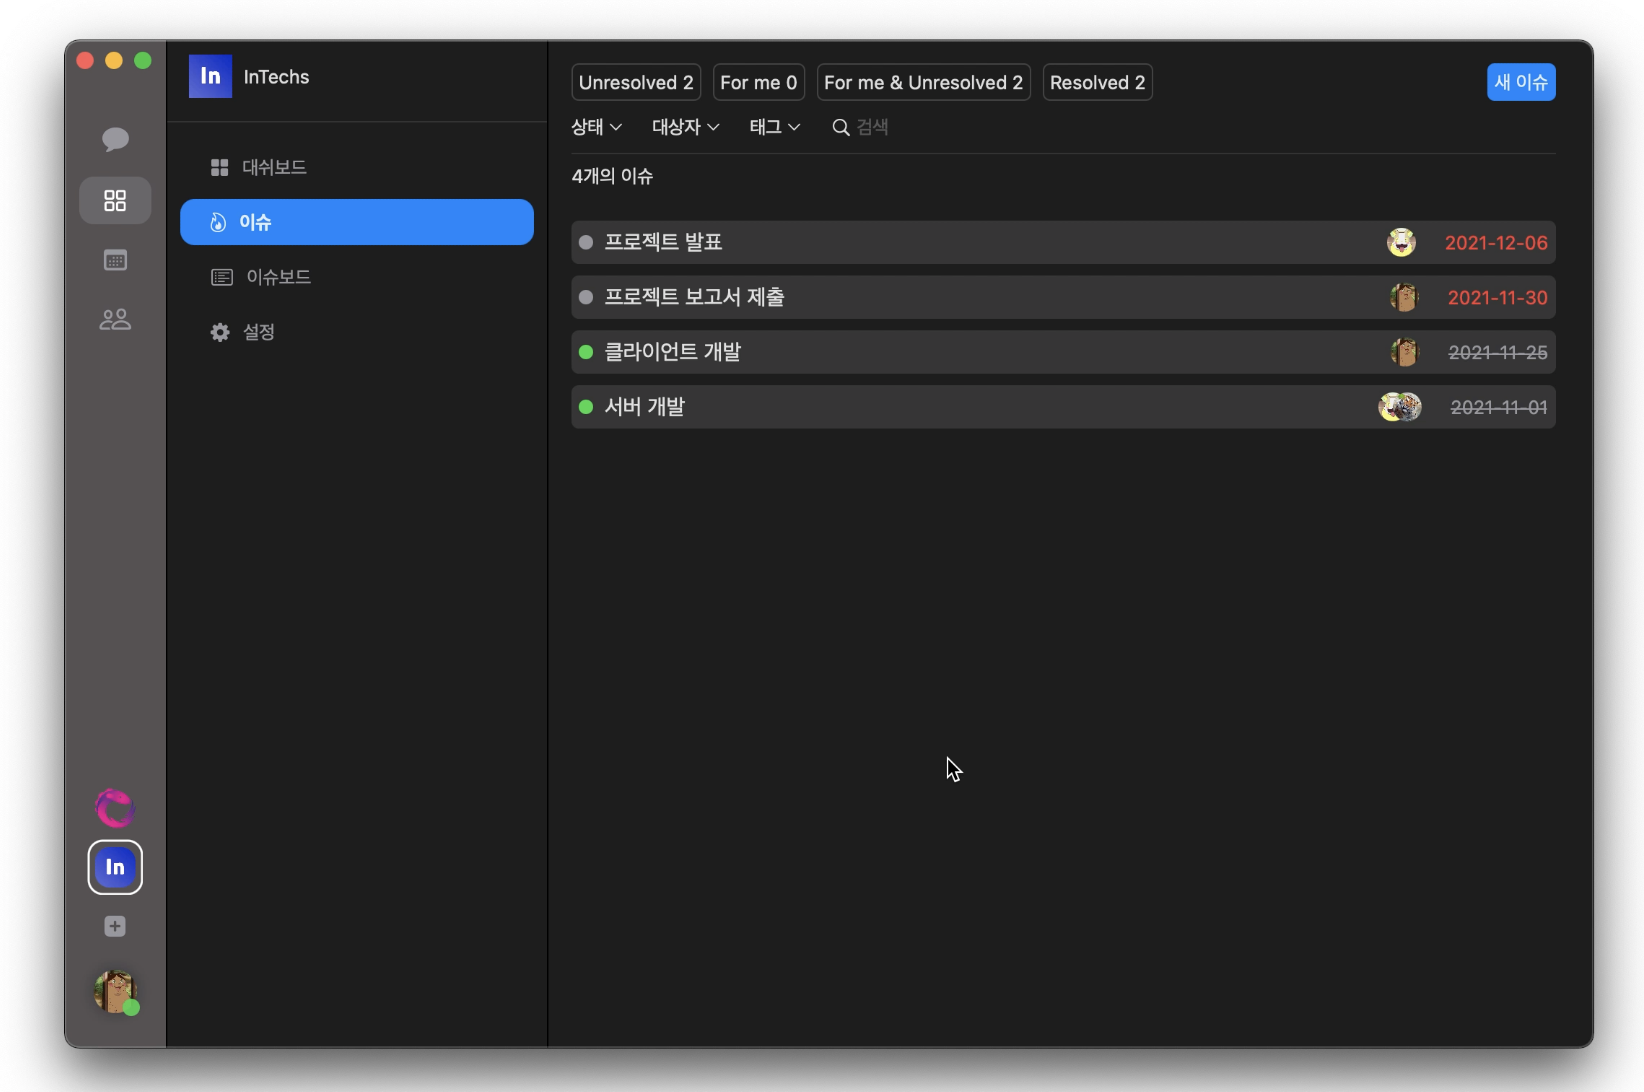 In InTechs
대쉬보드
이슈
이슈보드
설정
In
Unresolved 2 For me 0 For me & Unresolved 2 Resolved 2 새 이슈
상태 대상자 태그 검색
4개의 이슈
프로젝트 발표 2021-12-06
프로젝트 보고서 제출 2021-11-30
클라이언트 개발 2021-11-25
서버 개발 2021-11-01